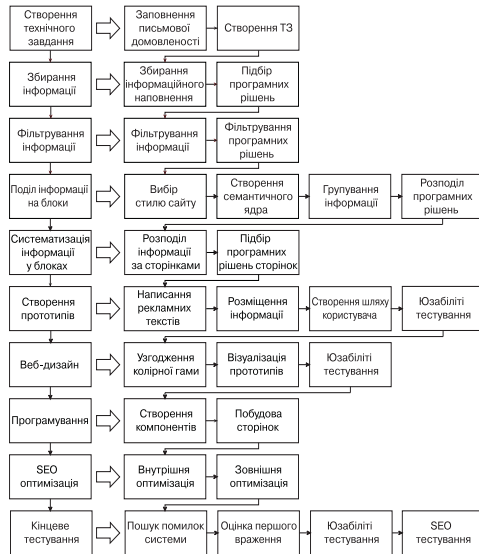 Створення
технічного
завдання
Заповнення
письмової
домовленості
Створення ТЗ
Збирання
інформації
Збирання
інформаційного
наповнення
Підбір
програмних
рішень
Фільтрування
інформації
Фільтрування
інформації
Фільтрування
програмних
рішень
Поділ інформації
на блоки
Вибір
стилю сайту
Створення
семантичного
ядра
Групування
інформації
Розподіл
програмних
рішень
Систематизація
інформації
у блоках
Розподіл
інформації
за сторінками
Підбір
програмних
рішень сторінок
Створення
прототипів
Написання
рекламних
текстів
Розміщення
інформації
Створення шляху
користувача
Юзабіліті
тестування
Веб-дизайн
Узгодження
колірної гами
Візуалізація
прототипів
Юзабіліті
тестування
Програмування
Створення
компонентів
Побудова
сторінок
SEO
оптимізація
Внутрішня
оптимізація
Зовнішня
оптимізація
Кінцеве
тестування
Пошук помилок
системи
Оцінка першого
враження
Юзабіліті
тестування
SEO
тестування